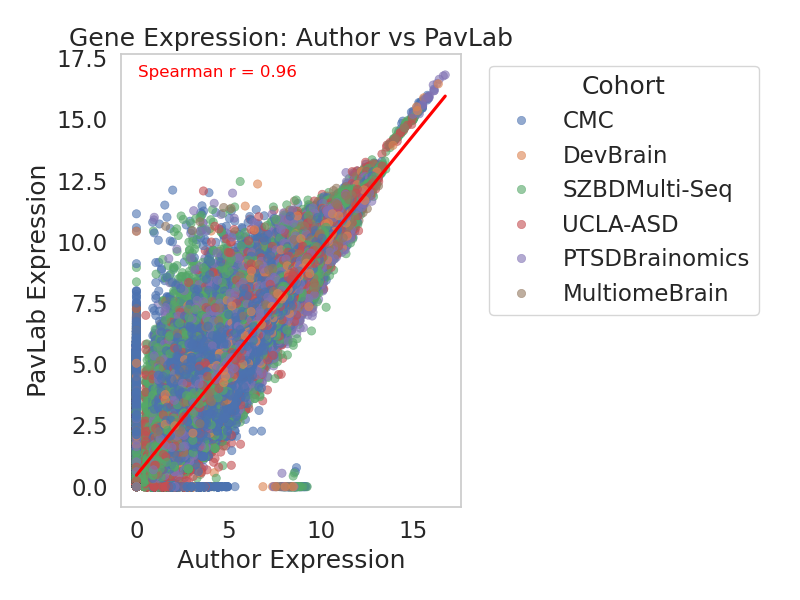 Gene Expression: Author vs PavLab
Spearman r = 0.96
17.5
15.0
12.5
10.0
7.5
5.0
2.5
0.0
PavLab Expression
0 5 10 15
Author Expression
Cohort
CMC
DevBrain
SZBDMulti-Seq
UCLA-ASD
PTSDBrainomics
MultiomeBrain